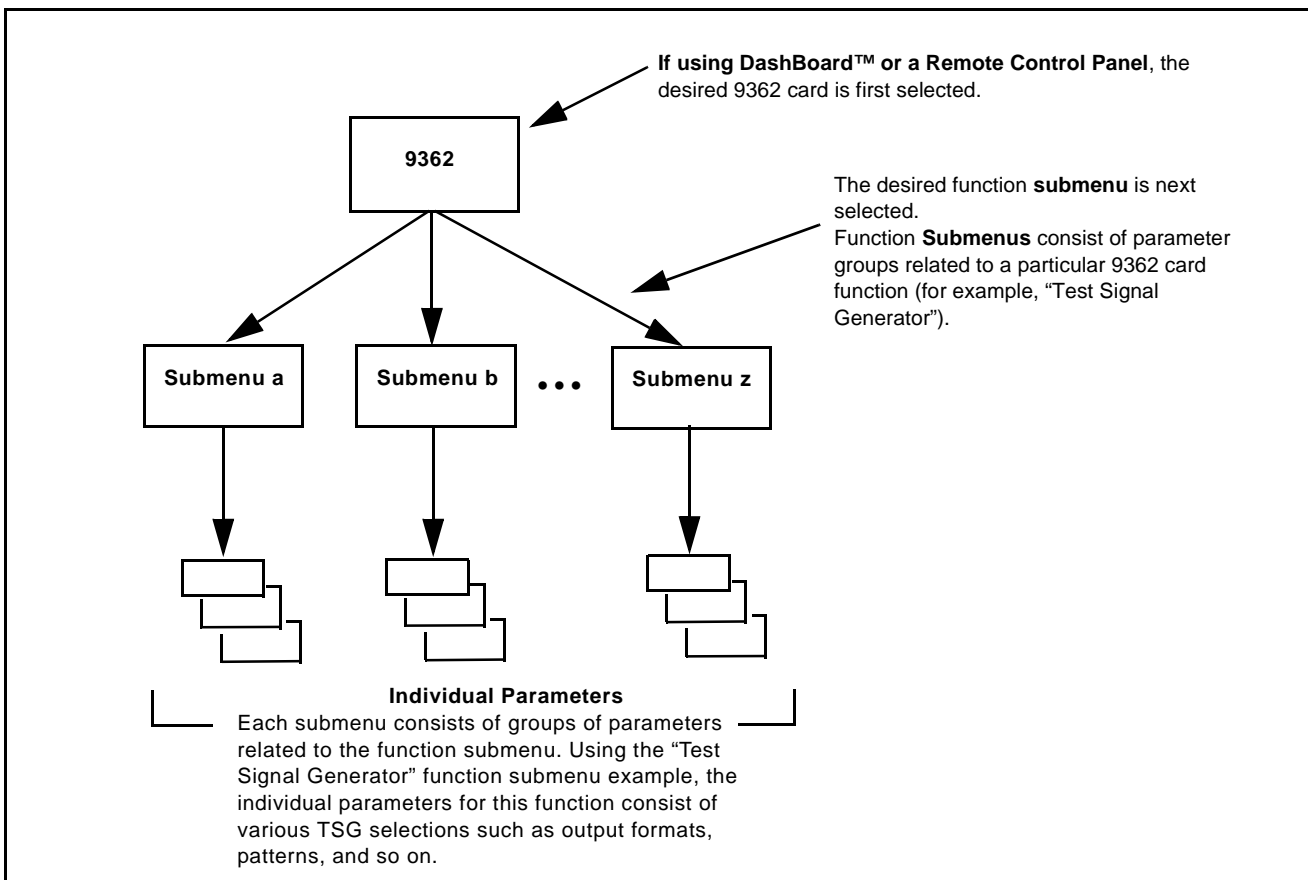 If using DashBoard™ or a Remote Control Panel, the
desired 9362 card is first selected.
9362
The desired function submenu is next
selected.
Function Submenus consist of parameter
groups related to a particular 9362 card
function (for example, “Test Signal
Generator”).
Submenu a
Submenu b
•••
Submenu z
Individual Parameters
Each submenu consists of groups of parameters
related to the function submenu. Using the “Test
Signal Generator” function submenu example, the
individual parameters for this function consist of
various TSG selections such as output formats,
patterns, and so on.